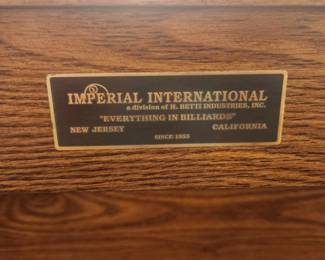 IMPERIAL INTERNATIONAL
a division of H. BETTI INDUSTRIES, INC.
"EVERYTHING IN BILLIARDS"
NEW JERSEY CALIFORNIA
SINCE 1955